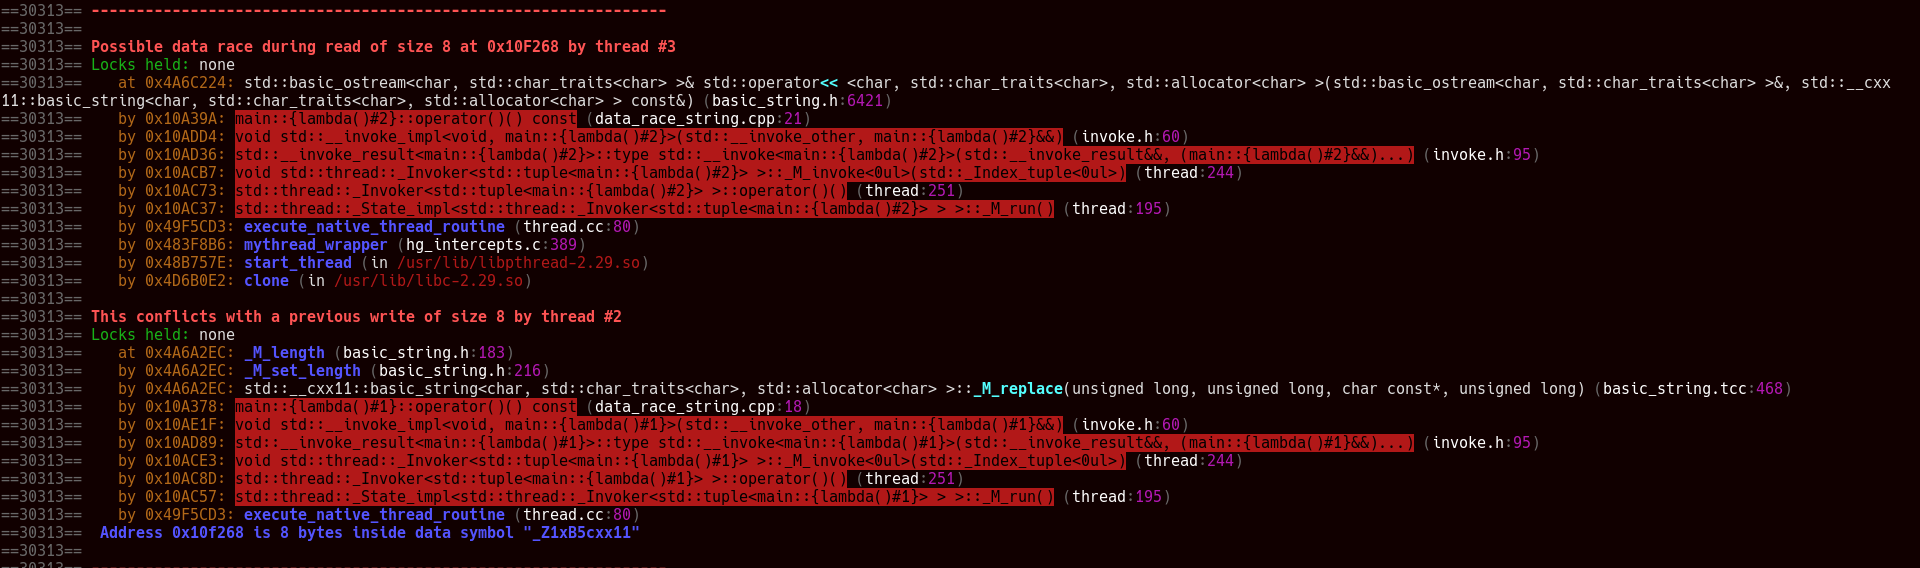 ==30313== ----------------------------------------------------------------
==30313==
==30313== Possible data race during read of size 8 at 0x10F268 by thread #3
==30313== Locks held: none
==30313==    at 0x4A6C224: std::basic_ostream<char, std::char_traits<char> >& std::operator<< <char, std::char_traits<char>, std::allocator<char> >(std::basic_ostream<char, std::char_traits<char> >&, std::__cxx
11::basic_string<char, std::char_traits<char>, std::allocator<char> > const&) (basic_string.h:6421)
==30313==    by 0x10A39A: main::{lambda()#2}::operator()() const (data_race_string.cpp:21)
==30313==    by 0x10ADD4: void std::__invoke_impl<void, main::{lambda()#2}>(std::__invoke_other, main::{lambda()#2}&&) (invoke.h:60)
==30313==    by 0x10AD36: std::__invoke_result<main::{lambda()#2}>::type std::__invoke<main::{lambda()#2}>(std::__invoke_result&&, (main::{lambda()#2}&&)...) (invoke.h:95)
==30313==    by 0x10ACB7: void std::thread::_Invoker<std::tuple<main::{lambda()#2}> >::_M_invoke<0ul>(std::_Index_tuple<0ul>) (thread:244)
==30313==    by 0x10AC73: std::thread::_Invoker<std::tuple<main::{lambda()#2}> >::operator()() (thread:251)
==30313==    by 0x10AC37: std::thread::_State_impl<std::thread::_Invoker<std::tuple<main::{lambda()#2}> > >::_M_run() (thread:195)
==30313==    by 0x49F5CD3: execute_native_thread_routine (thread.cc:80)
==30313==    by 0x483F8B6: mythread_wrapper (hg_intercepts.c:389)
==30313==    by 0x48B757E: start_thread (in /usr/lib/libpthread-2.29.so)
==30313==    by 0x4D6B0E2: clone (in /usr/lib/libc-2.29.so)
==30313==
==30313== This conflicts with a previous write of size 8 by thread #2
==30313== Locks held: none
==30313==    at 0x4A6A2EC: _M_length (basic_string.h:183)
==30313==    by 0x4A6A2EC: _M_set_length (basic_string.h:216)
==30313==    by 0x4A6A2EC: std::__cxx11::basic_string<char, std::char_traits<char>, std::allocator<char> >::_M_replace(unsigned long, unsigned long, char const*, unsigned long) (basic_string.tcc:468)
==30313==    by 0x10A378: main::{lambda()#1}::operator()() const (data_race_string.cpp:18)
==30313==    by 0x10AE1F: void std::__invoke_impl<void, main::{lambda()#1}>(std::__invoke_other, main::{lambda()#1}&&) (invoke.h:60)
==30313==    by 0x10AD89: std::__invoke_result<main::{lambda()#1}>::type std::__invoke<main::{lambda()#1}>(std::__invoke_result&&, (main::{lambda()#1}&&)...) (invoke.h:95)
==30313==    by 0x10ACE3: void std::thread::_Invoker<std::tuple<main::{lambda()#1}> >::_M_invoke<0ul>(std::_Index_tuple<0ul>) (thread:244)
==30313==    by 0x10AC8D: std::thread::_Invoker<std::tuple<main::{lambda()#1}> >::operator()() (thread:251)
==30313==    by 0x10AC57: std::thread::_State_impl<std::thread::_Invoker<std::tuple<main::{lambda()#1}> > >::_M_run() (thread:195)
==30313==    by 0x49F5CD3: execute_native_thread_routine (thread.cc:80)
==30313==  Address 0x10f268 is 8 bytes inside data symbol "_Z1xB5cxx11"
==30313==
==30313== ----------------------------------------------------------------